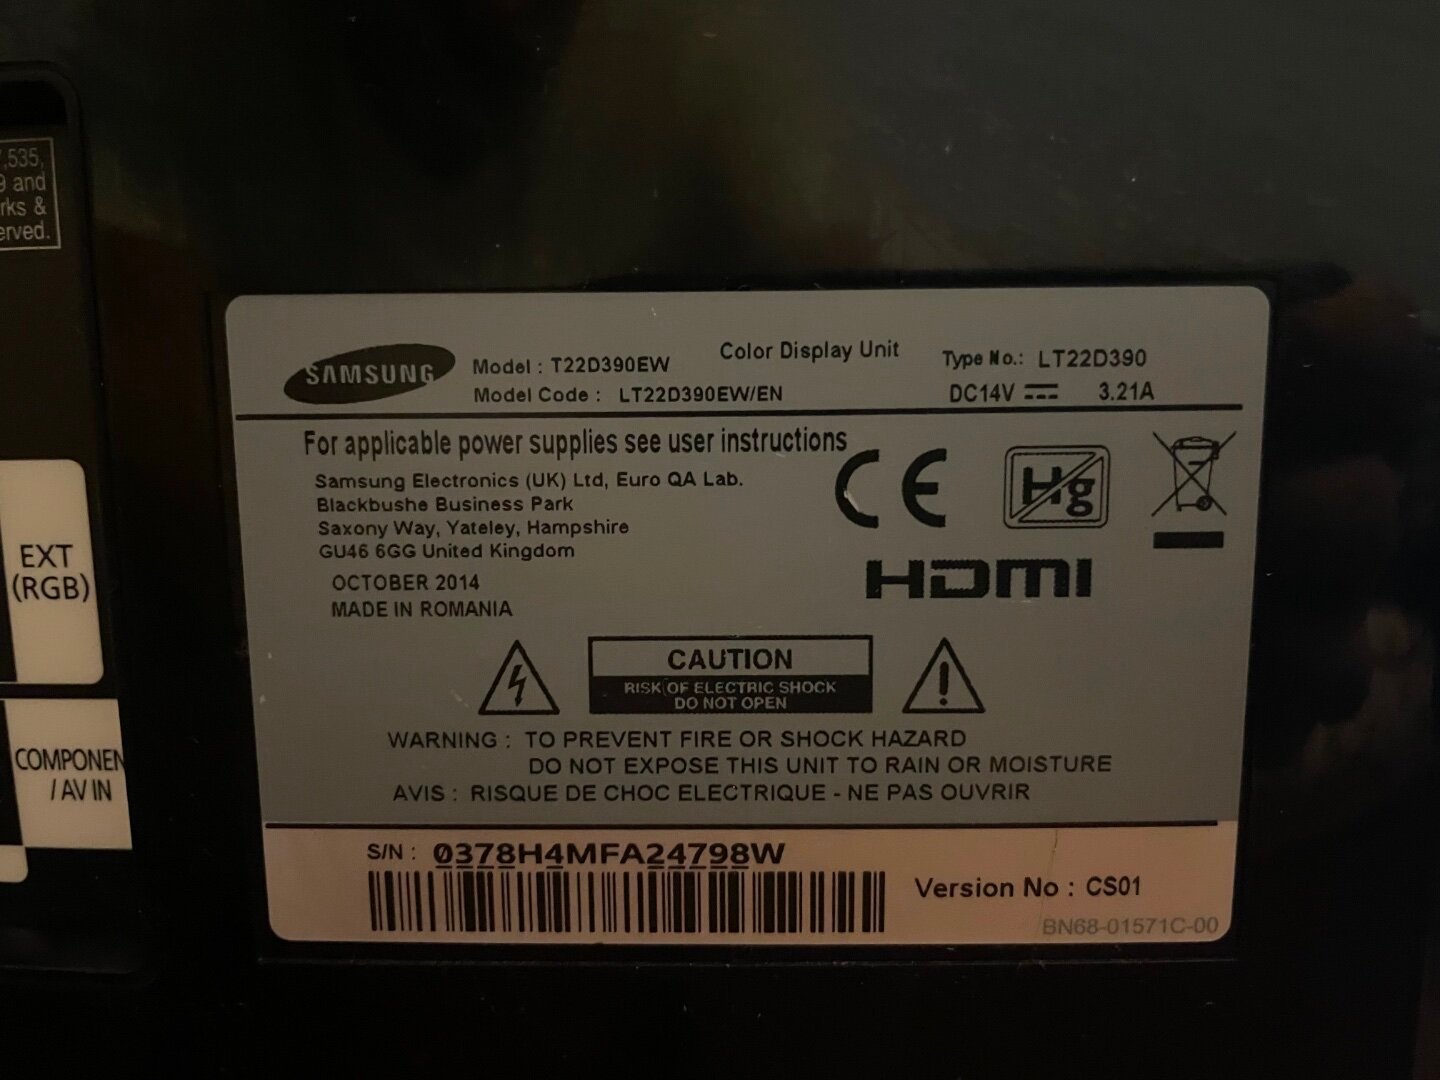 ,535,
9 and
rks &
erved.
EXT
(RGB)
COMPONEN
/ AV IN
SAMSUNG
Model : T22D390EW
Model Code : LT22D390EW/EN
Color Display Unit
Type No.: LT22D390
DC14V 3.21A
For applicable power supplies see user instructions
Samsung Electronics (UK) Ltd, Euro QA Lab.
Blackbushe Business Park
Saxony Way, Yateley, Hampshire
GU46 6GG United Kingdom
OCTOBER 2014
MADE IN ROMANIA
CE
Hg
HDMI
CAUTION
RISK OF ELECTRIC SHOCK
DO NOT OPEN
WARNING : TO PREVENT FIRE OR SHOCK HAZARD
DO NOT EXPOSE THIS UNIT TO RAIN OR MOISTURE
AVIS : RISQUE DE CHOC ELECTRIQUE - NE PAS OUVRIR
S/N : 0378H4MFA24798W
Version No : CS01
BN68-01571C-00